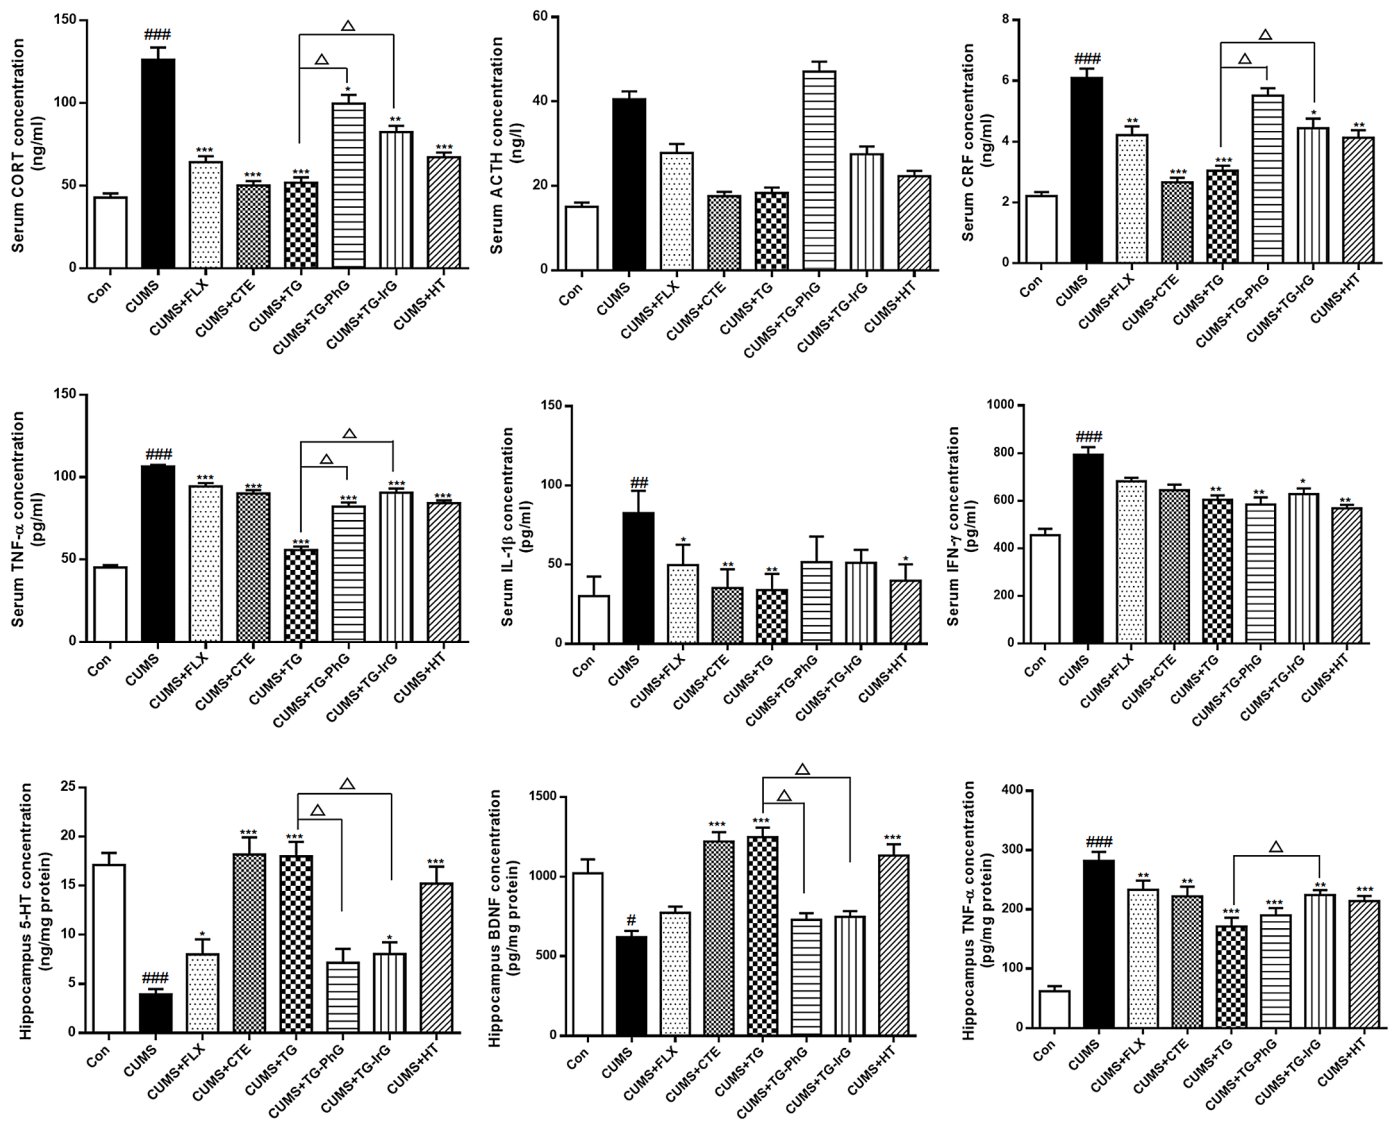 Serum CORT concentration
(ng/ml)
150
100
50
0
###
***
***
***
*
**
***
△
△
Con
CUMS
CUMS+FLX
CUMS+CTE
CUMS+TG
CUMS+TG-PhG
CUMS+TG-IrG
CUMS+HT
Serum ACTH concentration
(ng/l)
60
40
20
0
Con
CUMS
CUMS+FLX
CUMS+CTE
CUMS+TG
CUMS+TG-PhG
CUMS+TG-IrG
CUMS+HT
Serum CRF concentration
(ng/ml)
8
6
4
2
0
###
**
***
***
*
**
△
△
Con
CUMS
CUMS+FLX
CUMS+CTE
CUMS+TG
CUMS+TG-PhG
CUMS+TG-IrG
CUMS+HT
Serum TNF-α concentration
(pg/ml)
150
100
50
0
###
***
***
***
***
***
***
△
△
Con
CUMS
CUMS+FLX
CUMS+CTE
CUMS+TG
CUMS+TG-PhG
CUMS+TG-IrG
CUMS+HT
Serum IL-1β concentration
(pg/ml)
150
100
50
0
##
*
**
**
*
Con
CUMS
CUMS+FLX
CUMS+CTE
CUMS+TG
CUMS+TG-PhG
CUMS+TG-IrG
CUMS+HT
Serum IFN-γ concentration
(pg/ml)
1000
800
600
400
200
0
###
**
**
*
**
Con
CUMS
CUMS+FLX
CUMS+CTE
CUMS+TG
CUMS+TG-PhG
CUMS+TG-IrG
CUMS+HT
Hippocampus 5-HT concentration
(ng/mg protein)
25
20
15
10
5
0
###
*
***
***
*
***
△
△
Con
CUMS
CUMS+FLX
CUMS+CTE
CUMS+TG
CUMS+TG-PhG
CUMS+TG-IrG
CUMS+HT
Hippocampus BDNF concentration
(pg/mg protein)
1500
1000
500
0
#
***
***
***
△
△
Con
CUMS
CUMS+FLX
CUMS+CTE
CUMS+TG
CUMS+TG-PhG
CUMS+TG-IrG
CUMS+HT
Hippocampus TNF-α concentration
(pg/mg protein)
400
300
200
100
0
###
**
**
***
***
**
***
△
Con
CUMS
CUMS+FLX
CUMS+CTE
CUMS+TG
CUMS+TG-PhG
CUMS+TG-IrG
CUMS+HT